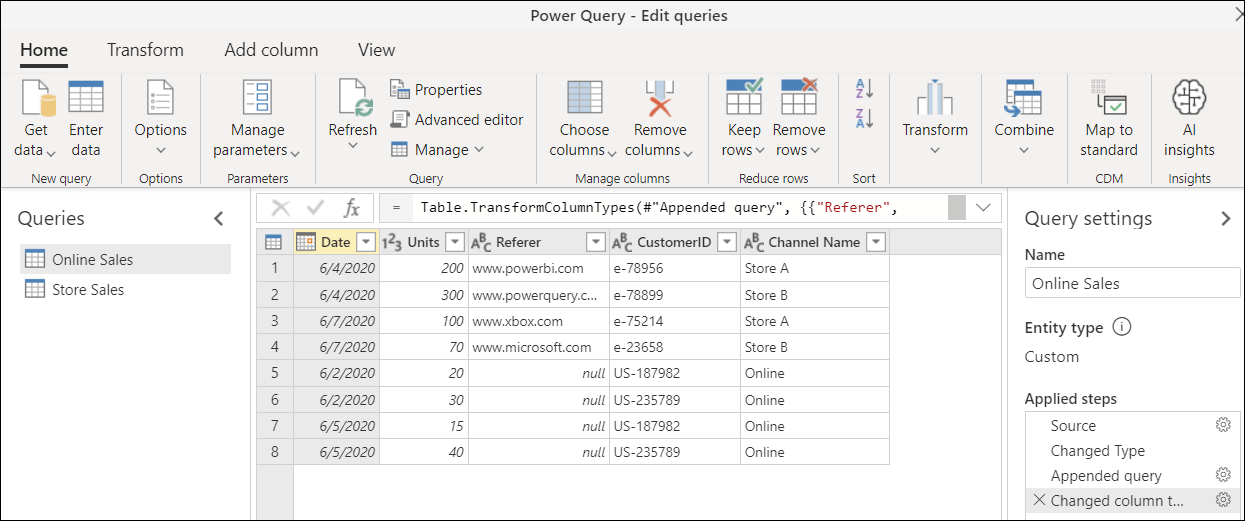 Power Query - Edit queries
Home Transform Add column View
Get data
Enter data
New query
Options
Options
Manage parameters
Parameters
Refresh
Properties
Advanced editor
Manage
Query
Choose columns
Remove columns
Manage columns
Keep rows
Remove rows
Reduce rows
A
Z
Z
A
Sort
Transform
Combine
Map to standard
CDM
AI insights
Insights
Queries
Online Sales
Store Sales
fx = Table.TransformColumnTypes(#"Appended query", {{"Referer",
Date 123 Units ABC Referer ABC CustomerID ABC Channel Name
1 6/4/2020 200 www.powerbi.com e-78956 Store A
2 6/4/2020 300 www.powerquery.c... e-78899 Store B
3 6/7/2020 100 www.xbox.com e-75214 Store A
4 6/7/2020 70 www.microsoft.com e-23658 Store B
5 6/2/2020 20 null US-187982 Online
6 6/2/2020 30 null US-235789 Online
7 6/5/2020 15 null US-187982 Online
8 6/5/2020 40 null US-235789 Online
Query settings
Name
Online Sales
Entity type
Custom
Applied steps
Source
Changed Type
Appended query
Changed column t...